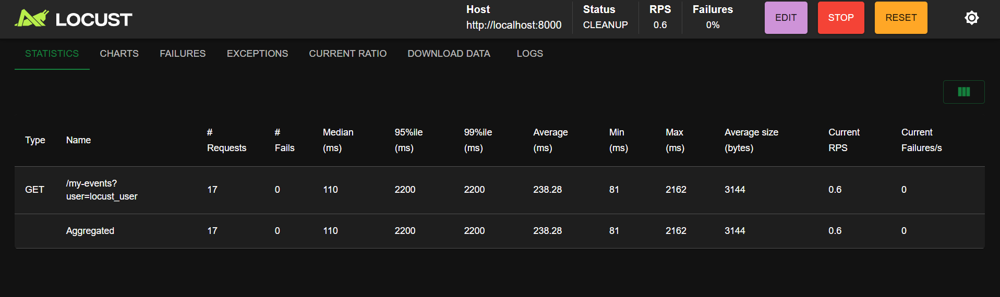 LOCUST
Host
http://localhost:8000
Status
CLEANUP
RPS
0.6
Failures
0%
EDIT
STOP
RESET
STATISTICS CHARTS FAILURES EXCEPTIONS CURRENT RATIO DOWNLOAD DATA LOGS
Type Name # Requests # Fails Median (ms) 95%ile (ms) 99%ile (ms) Average (ms) Min (ms) Max (ms) Average size (bytes) Current RPS Current Failures/s
GET /my-events?user=locust_user 17 0 110 2200 2200 238.28 81 2162 3144 0.6 0
Aggregated 17 0 110 2200 2200 238.28 81 2162 3144 0.6 0